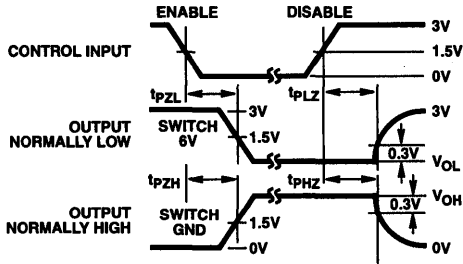 ENABLE DISABLE
3V
CONTROL INPUT 1.5V
0V
tPZL tPLZ
3V 3V
OUTPUT NORMALLY LOW
SWITCH 6V
1.5V
0.3V
VOL
tPZH tPHZ
VOH
OUTPUT NORMALLY HIGH
SWITCH GND
1.5V
0.3V
0V 0V